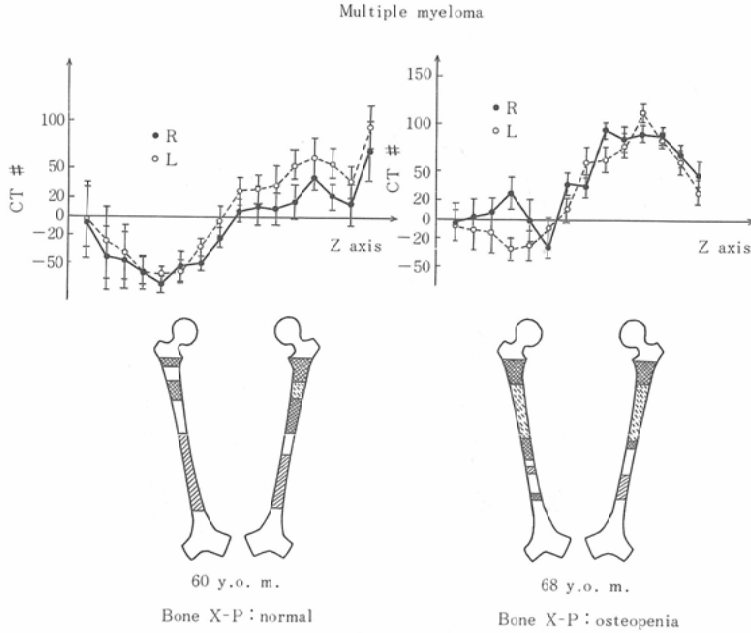 Multiple myeloma
CT #
100
50
20
0
−20
−50
R
L
Z axis
CT #
150
100
50
20
0
−20
−50
R
L
Z axis
60 y.o. m.
Bone X-P : normal
68 y.o. m.
Bone X-P : osteopenia